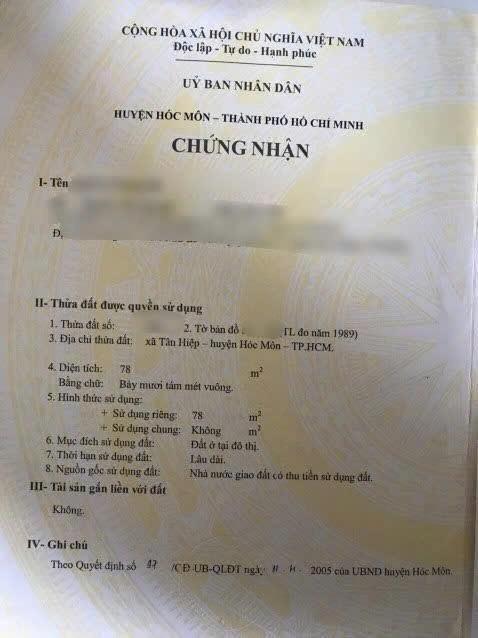 CỘNG HÒA XÃ HỘI CHỦ NGHĨA VIỆT NAM
Độc lập - Tự do - Hạnh phúc
UỶ BAN NHÂN DÂN
HUYỆN HÓC MÔN – THÀNH PHỐ HỒ CHÍ MINH
CHỨNG NHẬN
I- Tên
Đ,
II- Thửa đất được quyền sử dụng
1. Thửa đất số: 2. Tờ bản đồ TL đo năm 1989)
3. Địa chỉ thửa đất: xã Tân Hiệp – huyện Hóc Môn – TP.HCM.
4. Diện tích: 78 m²
Bằng chữ: Bảy mươi tám mét vuông.
5. Hình thức sử dụng:
+ Sử dụng riêng: 78 m²
+ Sử dụng chung: Không m²
6. Mục đích sử dụng đất: Đất ở tại đô thị.
7. Thời hạn sử dụng đất: Lâu dài.
8. Nguồn gốc sử dụng đất: Nhà nước giao đất có thu tiền sử dụng đất.
III- Tài sản gắn liền với đất
Không.
IV- Ghi chú
Theo Quyết định số /CĐ-UB-QLĐT ngày 2005 của UBND huyện Hóc Môn.